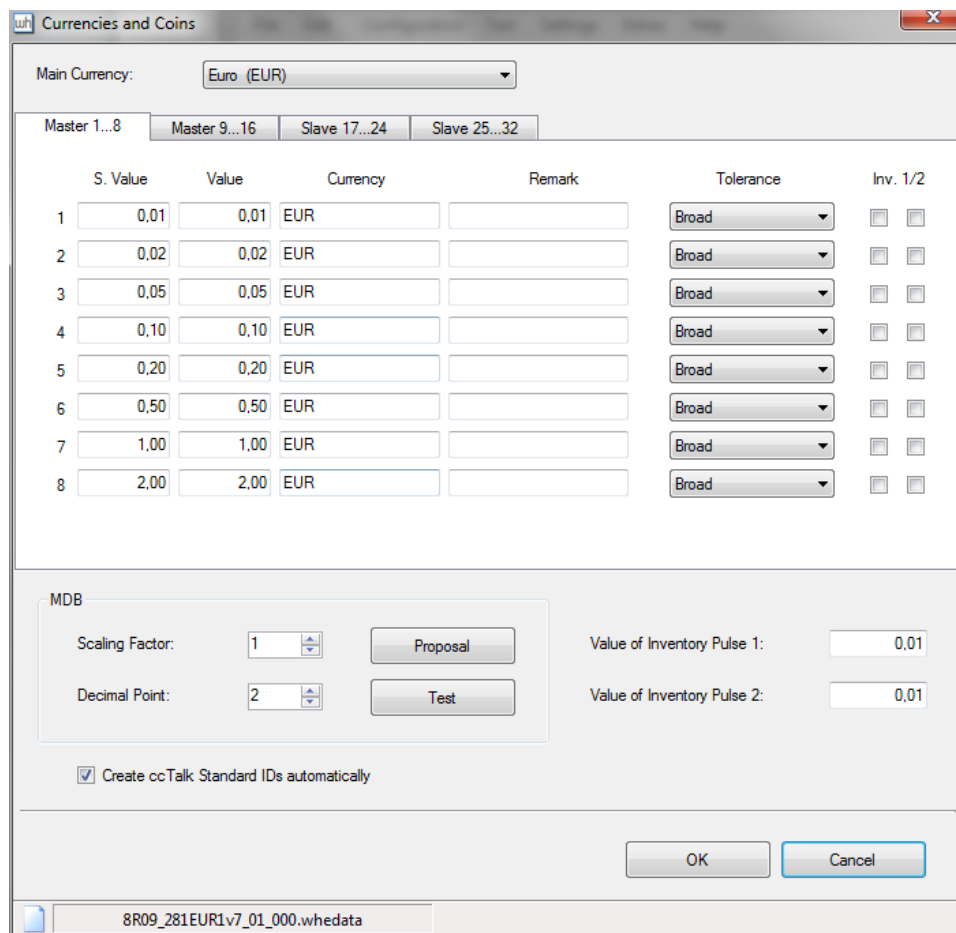 wh Currencies and Coins
Main Currency: Euro (EUR)
Master 1...8 Master 9...16 Slave 17...24 Slave 25...32
S. Value Value Currency Remark Tolerance Inv. 1/2
1 0,01 0,01 EUR Broad
2 0,02 0,02 EUR Broad
3 0,05 0,05 EUR Broad
4 0,10 0,10 EUR Broad
5 0,20 0,20 EUR Broad
6 0,50 0,50 EUR Broad
7 1,00 1,00 EUR Broad
8 2,00 2,00 EUR Broad
MDB
Scaling Factor: 1 Proposal Value of Inventory Pulse 1: 0,01
Decimal Point: 2 Test Value of Inventory Pulse 2: 0,01
Create ccTalk Standard IDs automatically
OK Cancel
8R09_281EUR1v7_01_000.whedata